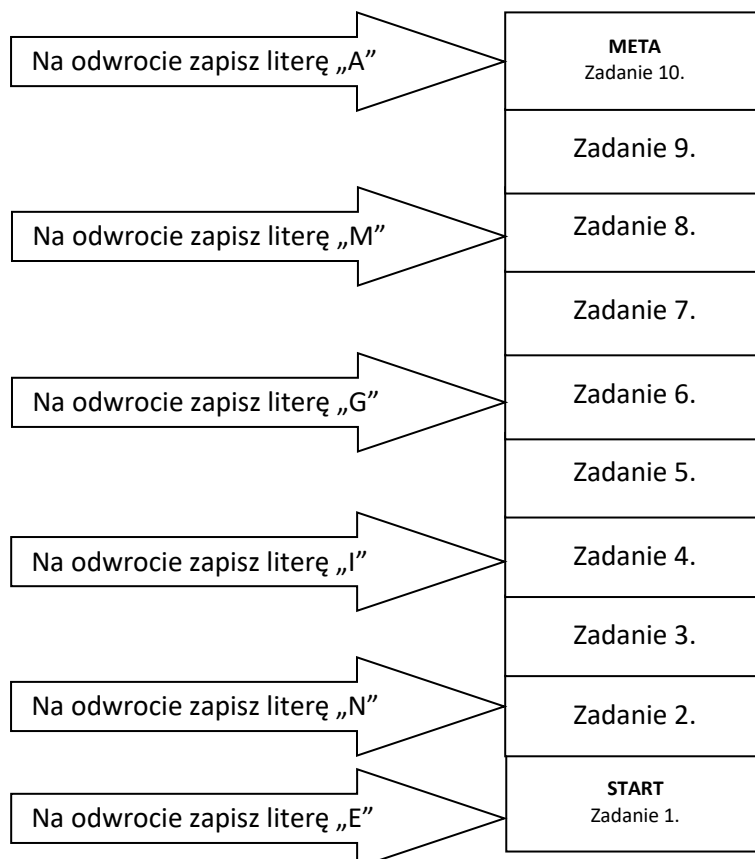 Na odwrocie zapisz literę „A”
META
Zadanie 10.
Zadanie 9.
Na odwrocie zapisz literę „M”
Zadanie 8.
Zadanie 7.
Na odwrocie zapisz literę „G”
Zadanie 6.
Zadanie 5.
Na odwrocie zapisz literę „I”
Zadanie 4.
Zadanie 3.
Na odwrocie zapisz literę „N”
Zadanie 2.
Na odwrocie zapisz literę „E”
START
Zadanie 1.